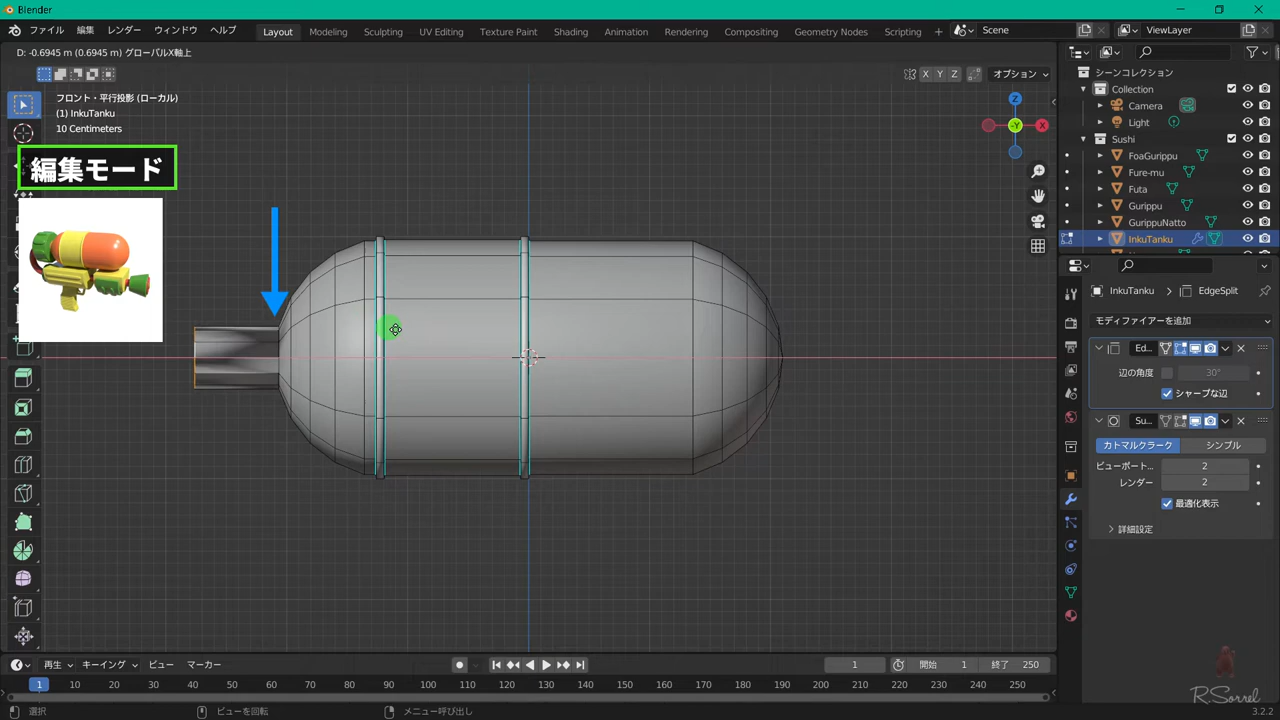 Blender
ファイル 編集 レンダー ウィンドウ ヘルプ Layout Modeling Sculpting UV Editing Texture Paint Shading Animation Rendering Compositing Geometry Nodes Scripting + Scene ViewLayer
D: -0.6945 m (0.6945 m) グローバルX軸上
X Y Z オプション
シーンコレクション
フロント・平行投影 (ローカル)
(1) InkuTanku
10 Centimeters
編集モード
Z
-Y
X
Collection
Camera
Light
Sushi
FoaGurippu
Fure-mu
Futa
Gurippu
GurippuNatto
InkuTanku
InkuTanku EdgeSplit
モディファイアーを追加
Ed..
辺の角度 30°
シャープな辺
Su..
カトマルクラーク シンプル
ビューポート... 2
レンダー 2
最適化表示
詳細設定
再生 キーイング ビュー マーカー 1 開始 1 終了 250
1 10 20 30 40 50 60 70 80 90 100 110 120 130 140 150 160 170 180 190 200 210 220 230 240 250
選択 ビューを回転 メニュー呼び出し 3.2.2
R.Sorrel